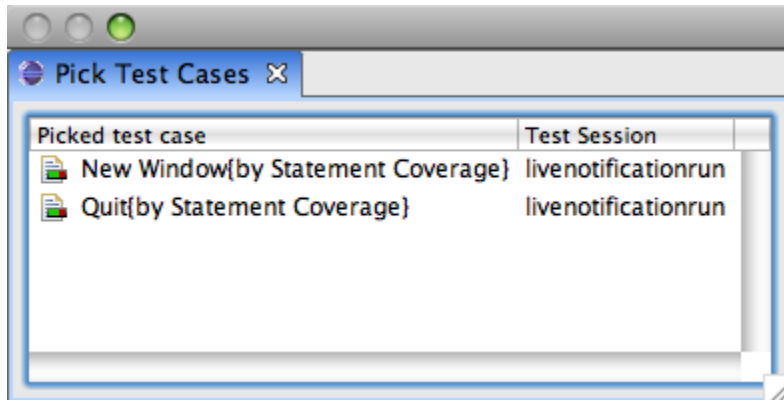 Pick Test Cases
Picked test case Test Session
New Window{by Statement Coverage} livenotificationrun
Quit{by Statement Coverage} livenotificationrun